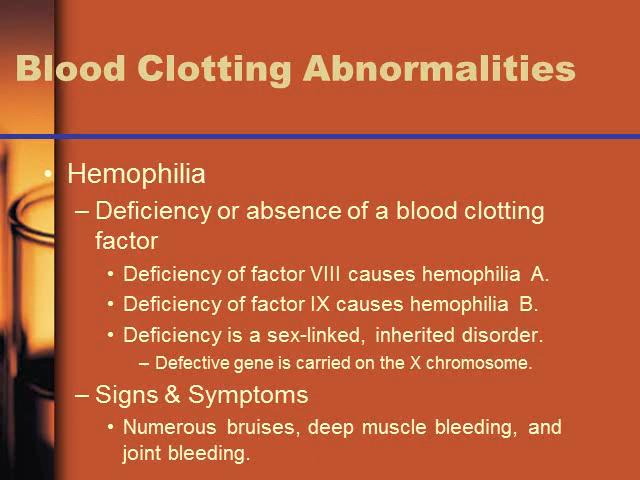 Blood Clotting Abnormalities
• Hemophilia
– Deficiency or absence of a blood clotting
factor
• Deficiency of factor VIII causes hemophilia A.
• Deficiency of factor IX causes hemophilia B.
• Deficiency is a sex-linked, inherited disorder.
– Defective gene is carried on the X chromosome.
– Signs & Symptoms
• Numerous bruises, deep muscle bleeding, and
joint bleeding.